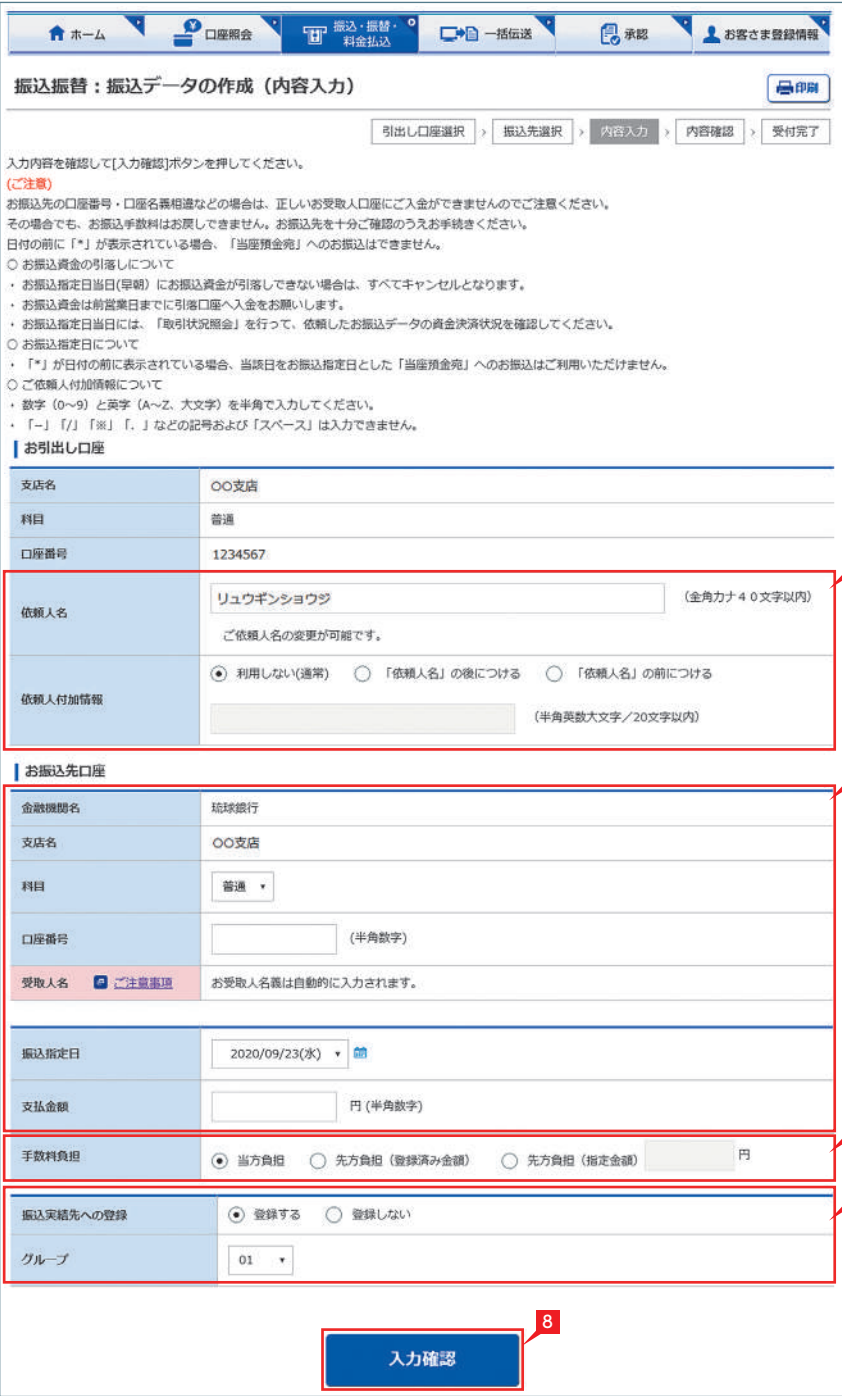 ホーム
口座照会
振込・振替・
料金払込
一括伝送
承認
お客さま登録情報
振込振替：振込データの作成（内容入力）
印刷
引出し口座選択 › 振込先選択 › 内容入力 › 内容確認 › 受付完了
入力内容を確認して[入力確認]ボタンを押してください。
(ご注意)
お振込先の口座番号・口座名義相違などの場合は、正しいお受取人口座にご入金ができませんのでご注意ください。
その場合でも、お振込手数料はお戻しできません。お振込先を十分ご確認のうえお手続きください。
日付の前に「*」が表示されている場合、「当座預金宛」へのお振込はできません。
○ お振込資金の引落しについて
・ お振込指定日当日(早朝）にお振込資金が引落しできない場合は、すべてキャンセルとなります。
・ お振込資金は前営業日までに引落口座へ入金をお願いします。
・ お振込指定日当日には、「取引状況照会」を行って、依頼したお振込データの資金決済状況を確認してください。
○ お振込指定日について
・ 「*」が日付の前に表示されている場合、当該日をお振込指定日とした「当座預金宛」へのお振込はご利用いただけません。
○ ご依頼人付加情報について
・ 数字（0～9）と英字（A～Z、大文字）を半角で入力してください。
・ 「－」「/」「※」「．」などの記号および「スペース」は入力できません。
お引出し口座
支店名 〇〇支店
科目 普通
口座番号 1234567
依頼人名 リュウギンショウジ （全角カナ４０文字以内）
ご依頼人名の変更が可能です。
依頼人付加情報 利用しない(通常) 「依頼人名」の後につける 「依頼人名」の前につける
（半角英数大文字／20文字以内）
お振込先口座
金融機関名 琉球銀行
支店名 〇〇支店
科目 普通
口座番号 (半角数字)
受取人名 ご注意事項 お受取人名義は自動的に入力されます。
振込指定日 2020/09/23(水)
支払金額 円 (半角数字)
手数料負担 当方負担 先方負担（登録済み金額） 先方負担（指定金額） 円
振込実績先への登録 登録する 登録しない
グループ 01
8
入力確認